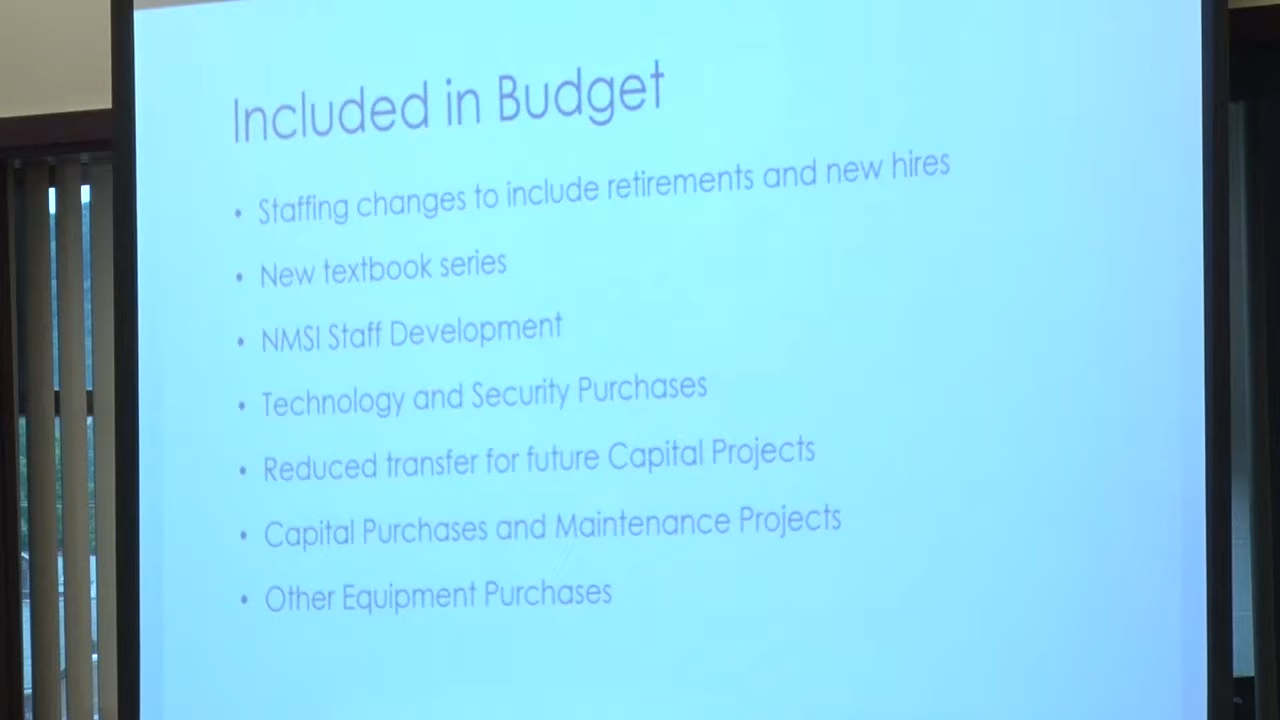 Included in Budget
• Staffing changes to include retirements and new hires
• New textbook series
• NMSI Staff Development
• Technology and Security Purchases
• Reduced transfer for future Capital Projects
• Capital Purchases and Maintenance Projects
• Other Equipment Purchases